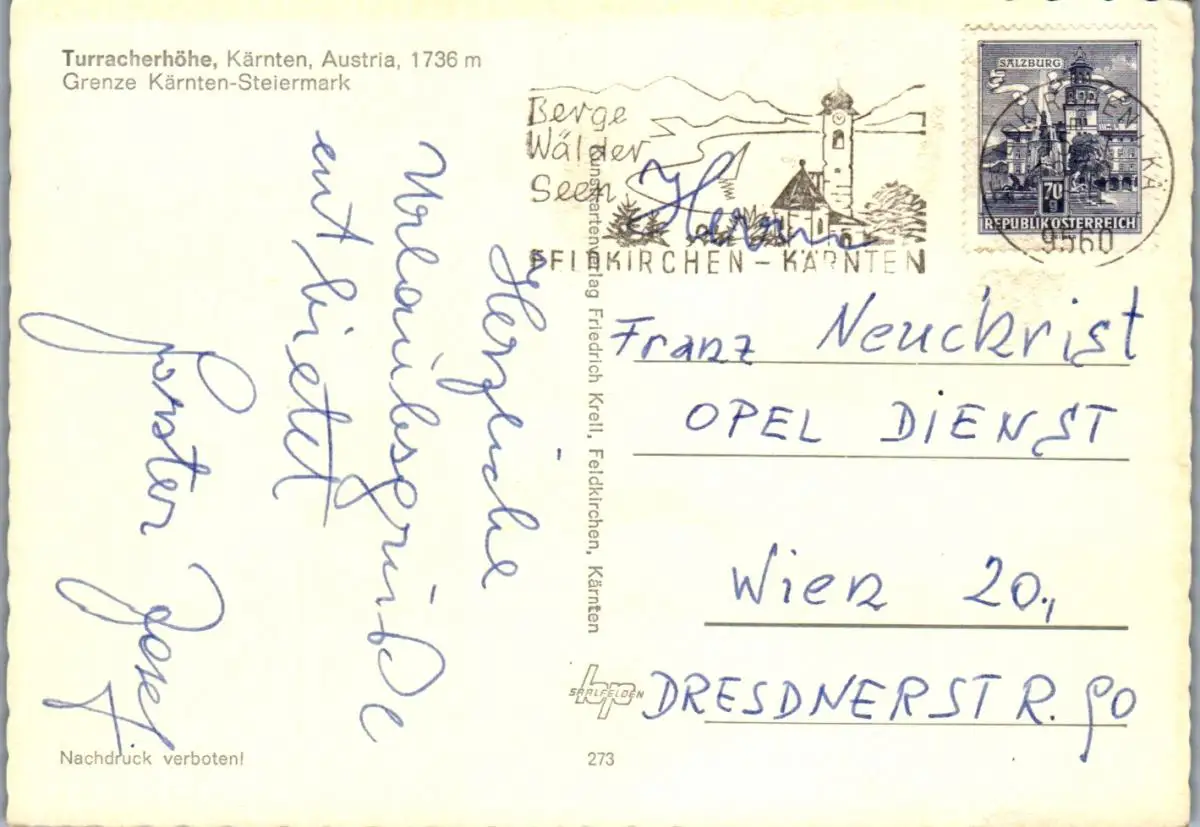 Turracherhöhe, Kärnten, Austria, 1736 m
Grenze Kärnten-Steiermark
Herzliche
Urlaubsgrüße
entbietet
Forster Josef
Nachdruck verboten!
Kunstkartenverlag Friedrich Krell, Feldkirchen, Kärnten
SAALFELDEN
273
Berge
Wälder
Seen
FELDKIRCHEN - KÄRNTEN
SALZBURG
70 g
REPUBLIK ÖSTERREICH
9560
Herrn
Franz Neuckrist
OPEL DIENST
Wien 20.,
DRESDNERSTR. 90